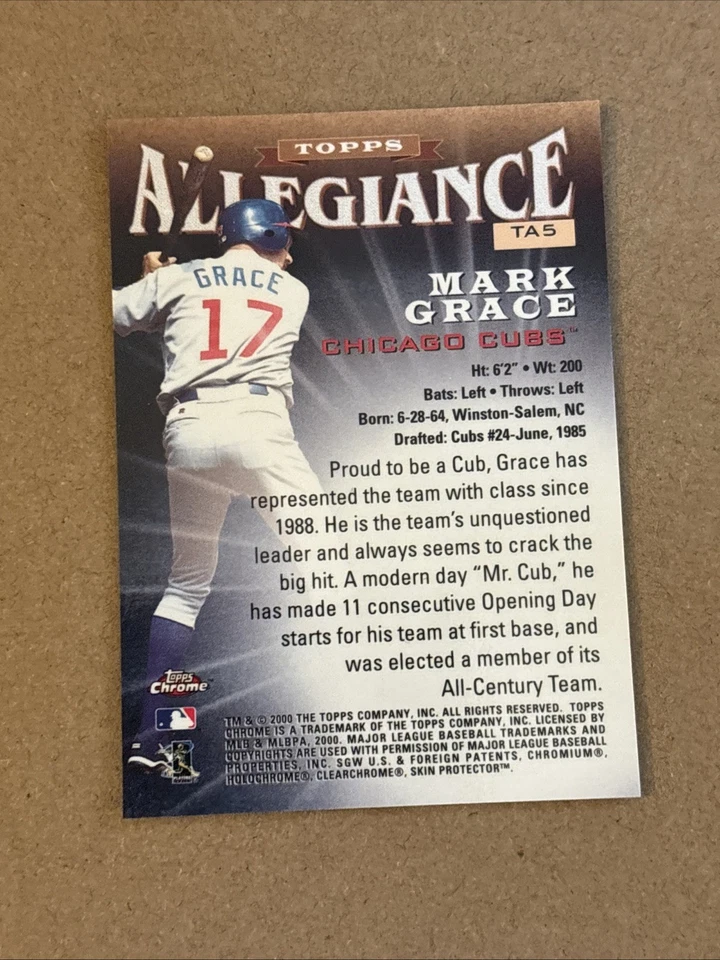 TOPPS
ALLEGIANCE
TA5
GRACE
17
MARK
GRACE
CHICAGO CUBS™
Ht: 6'2" • Wt: 200
Bats: Left • Throws: Left
Born: 6-28-64, Winston-Salem, NC
Drafted: Cubs #24-June, 1985
Proud to be a Cub, Grace has
represented the team with class since
1988. He is the team's unquestioned
leader and always seems to crack the
big hit. A modern day "Mr. Cub," he
has made 11 consecutive Opening Day
starts for his team at first base, and
was elected a member of its
All-Century Team.
Topps
Chrome™
TM & © 2000 THE TOPPS COMPANY, INC. ALL RIGHTS RESERVED. TOPPS
CHROME IS A TRADEMARK OF THE TOPPS COMPANY, INC. LICENSED BY
MLB & MLBPA, 2000. MAJOR LEAGUE BASEBALL TRADEMARKS AND
COPYRIGHTS ARE USED WITH PERMISSION OF MAJOR LEAGUE BASEBALL
PROPERTIES, INC. SGW U.S. & FOREIGN PATENTS, CHROMIUM®,
HOLOCHROME®, CLEARCHROME®, SKIN PROTECTOR™.